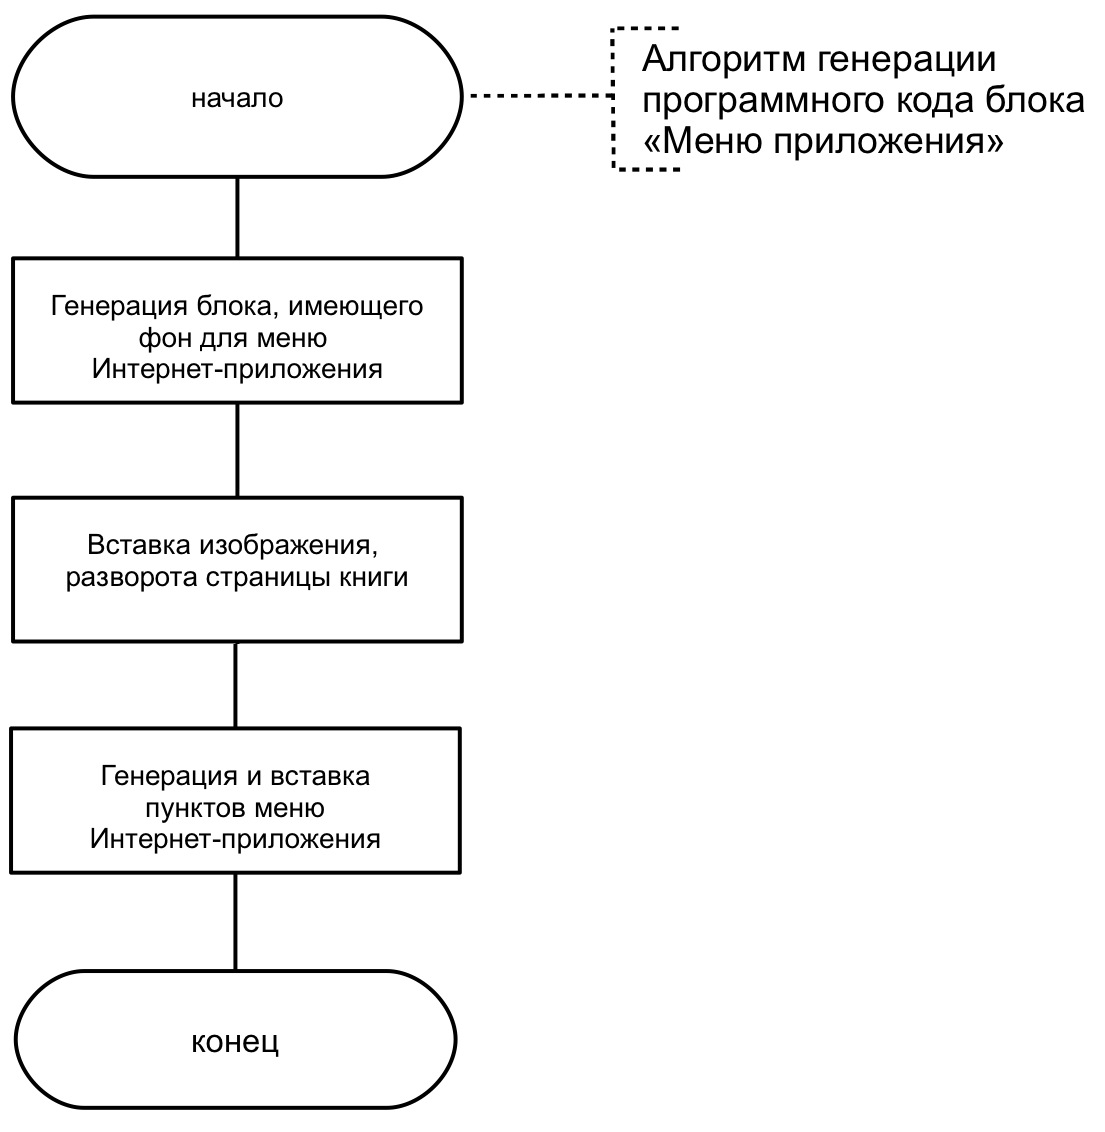 начало
Алгоритм генерации
программного кода блока
«Меню приложения»
Генерация блока, имеющего
фон для меню
Интернет-приложения
Вставка изображения,
разворота страницы книги
Генерация и вставка
пунктов меню
Интернет-приложения
конец